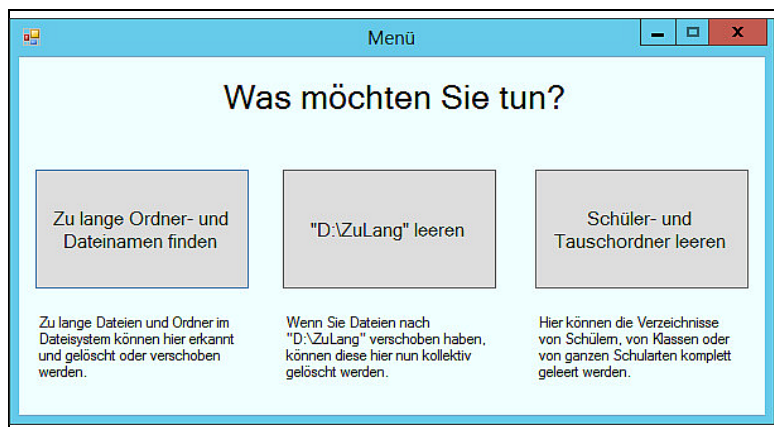 Menü
Was möchten Sie tun?
Zu lange Ordner- und
Dateinamen finden
"D:\ZuLang" leeren
Schüler- und
Tauschordner leeren
Zu lange Dateien und Ordner im
Dateisystem können hier erkannt
und gelöscht oder verschoben
werden.
Wenn Sie Dateien nach
"D:\ZuLang" verschoben haben,
können diese hier nun kollektiv
gelöscht werden.
Hier können die Verzeichnisse
von Schülern, von Klassen oder
von ganzen Schularten komplett
geleert werden.